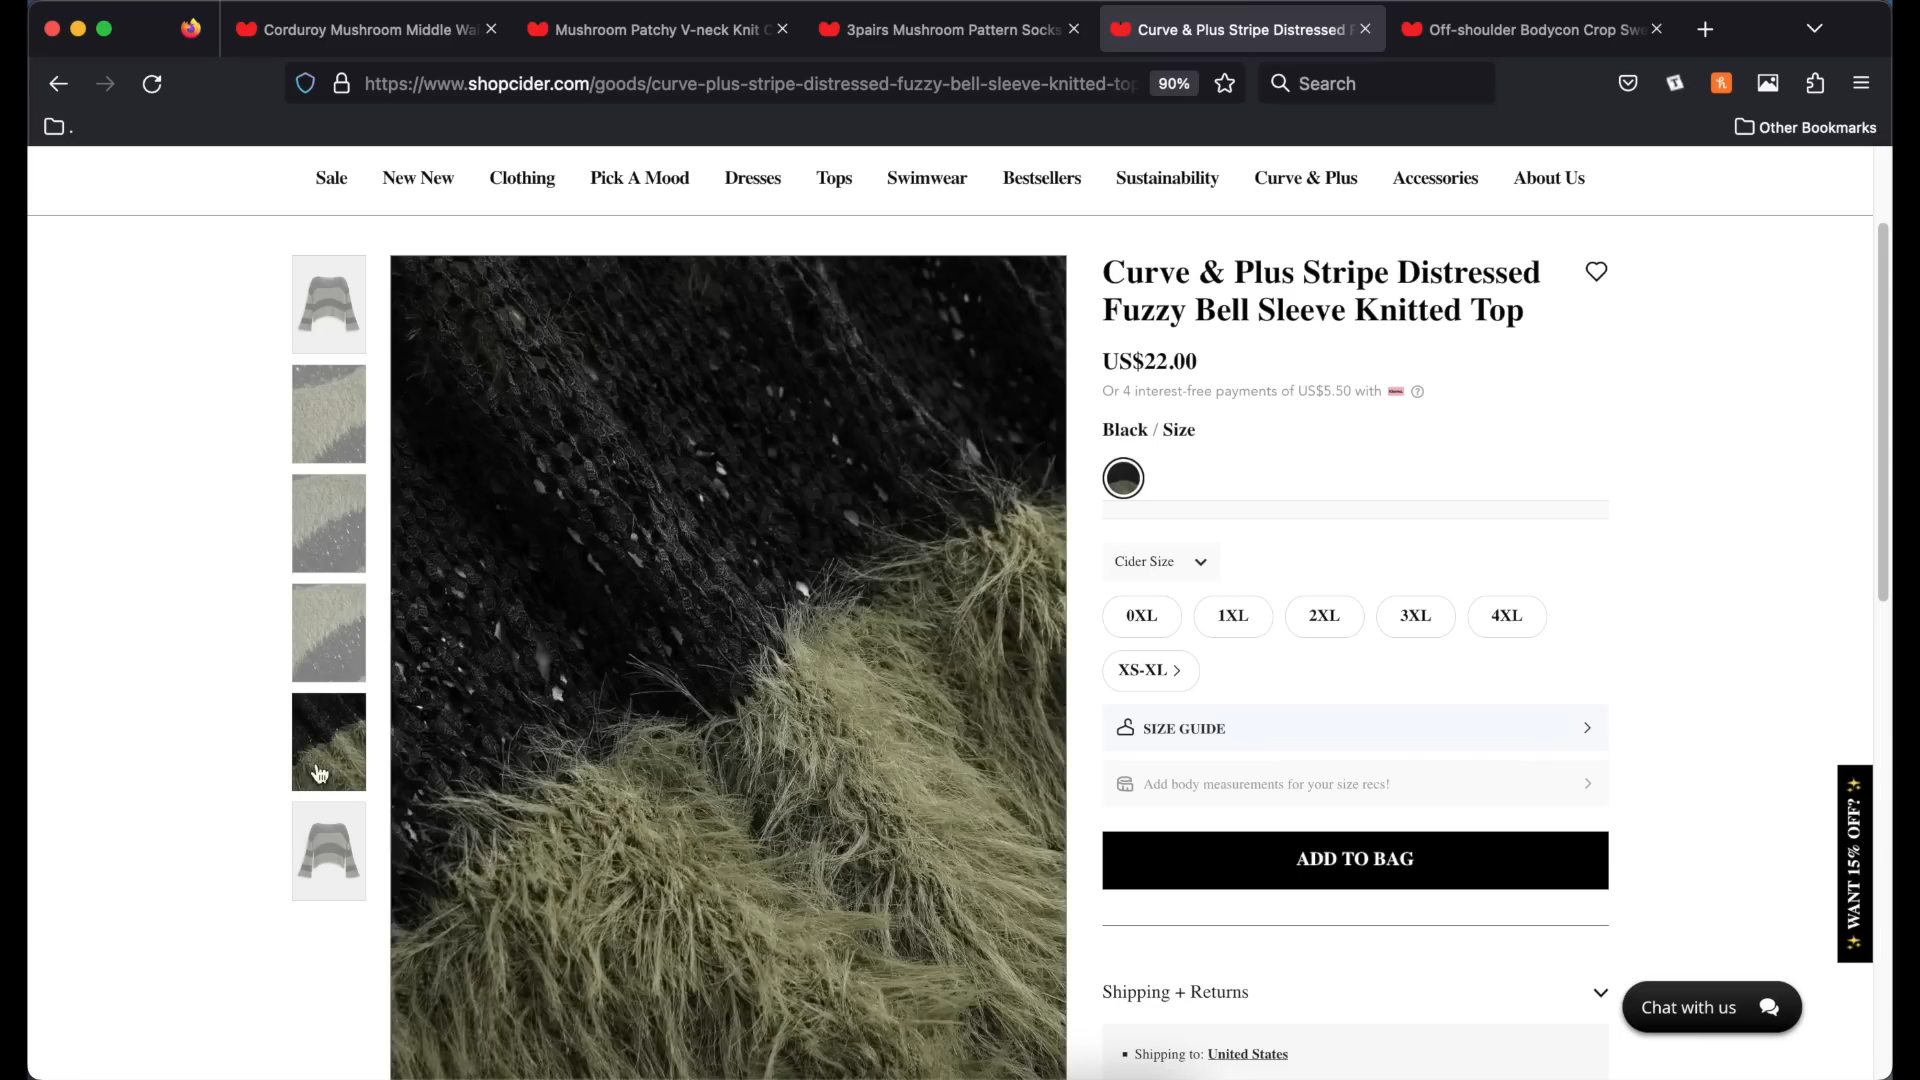 Corduroy Mushroom Middle Wai
Mushroom Patchy V-neck Knit C
3pairs Mushroom Pattern Socks
Curve & Plus Stripe Distressed F
Off-shoulder Bodycon Crop Swe
https://www.shopcider.com/goods/curve-plus-stripe-distressed-fuzzy-bell-sleeve-knitted-top
90%
Search
.
Other Bookmarks
Sale New New Clothing Pick A Mood Dresses Tops Swimwear Bestsellers Sustainability Curve & Plus Accessories About Us
Curve & Plus Stripe Distressed
Fuzzy Bell Sleeve Knitted Top
US$22.00
Or 4 interest-free payments of US$5.50 with
Black / Size
Cider Size
0XL 1XL 2XL 3XL 4XL
XS-XL
SIZE GUIDE
Add body measurements for your size recs!
ADD TO BAG
✨ WANT 15% OFF? ✨
Shipping + Returns
Chat with us
▪ Shipping to: United States